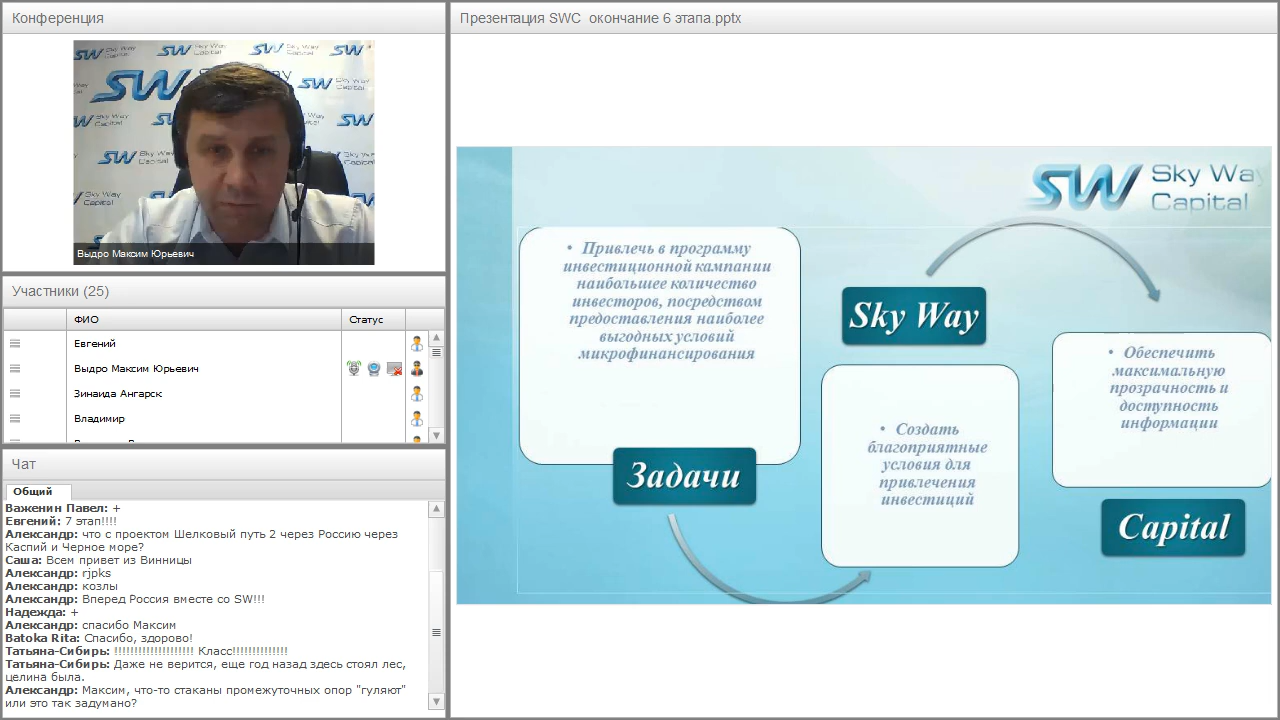 Конференция
SW Sky Way Capital
Выдро Максим Юрьевич
Участники (25)
ФИО
Статус
Евгений
Выдро Максим Юрьевич
Зинаида Ангарск
Владимир
Чат
Общий
Важенин Павел: +
Евгений: 7 этап!!!!
Александр: что с проектом Шелковый путь 2 через Россию через
Каспий и Черное море?
Саша: Всем привет из Винницы
Александр: rjpks
Александр: козлы
Александр: Вперед Россия вместе со SW!!!
Надежда: +
Александр: спасибо Максим
Batoka Rita: Спасибо, здорово!
Татьяна-Сибирь: !!!!!!!!!!!!!!!!!!!! Класс!!!!!!!!!!!!!!
Татьяна-Сибирь: Даже не верится, еще год назад здесь стоял лес,
целина была.
Александр: Максим, что-то стаканы промежуточных опор "гуляют"
или это так задумано?
Презентация SWC окончание 6 этапа.pptx
SW Sky Way
Capital
• Привлечь в программу
инвестиционной кампании
наибольшее количество
инвесторов, посредством
предоставления наиболее
выгодных условий
микрофинансирования
Задачи
Sky Way
• Создать
благоприятные
условия для
привлечения
инвестиций
• Обеспечить
максимальную
прозрачность и
доступность
информации
Capital